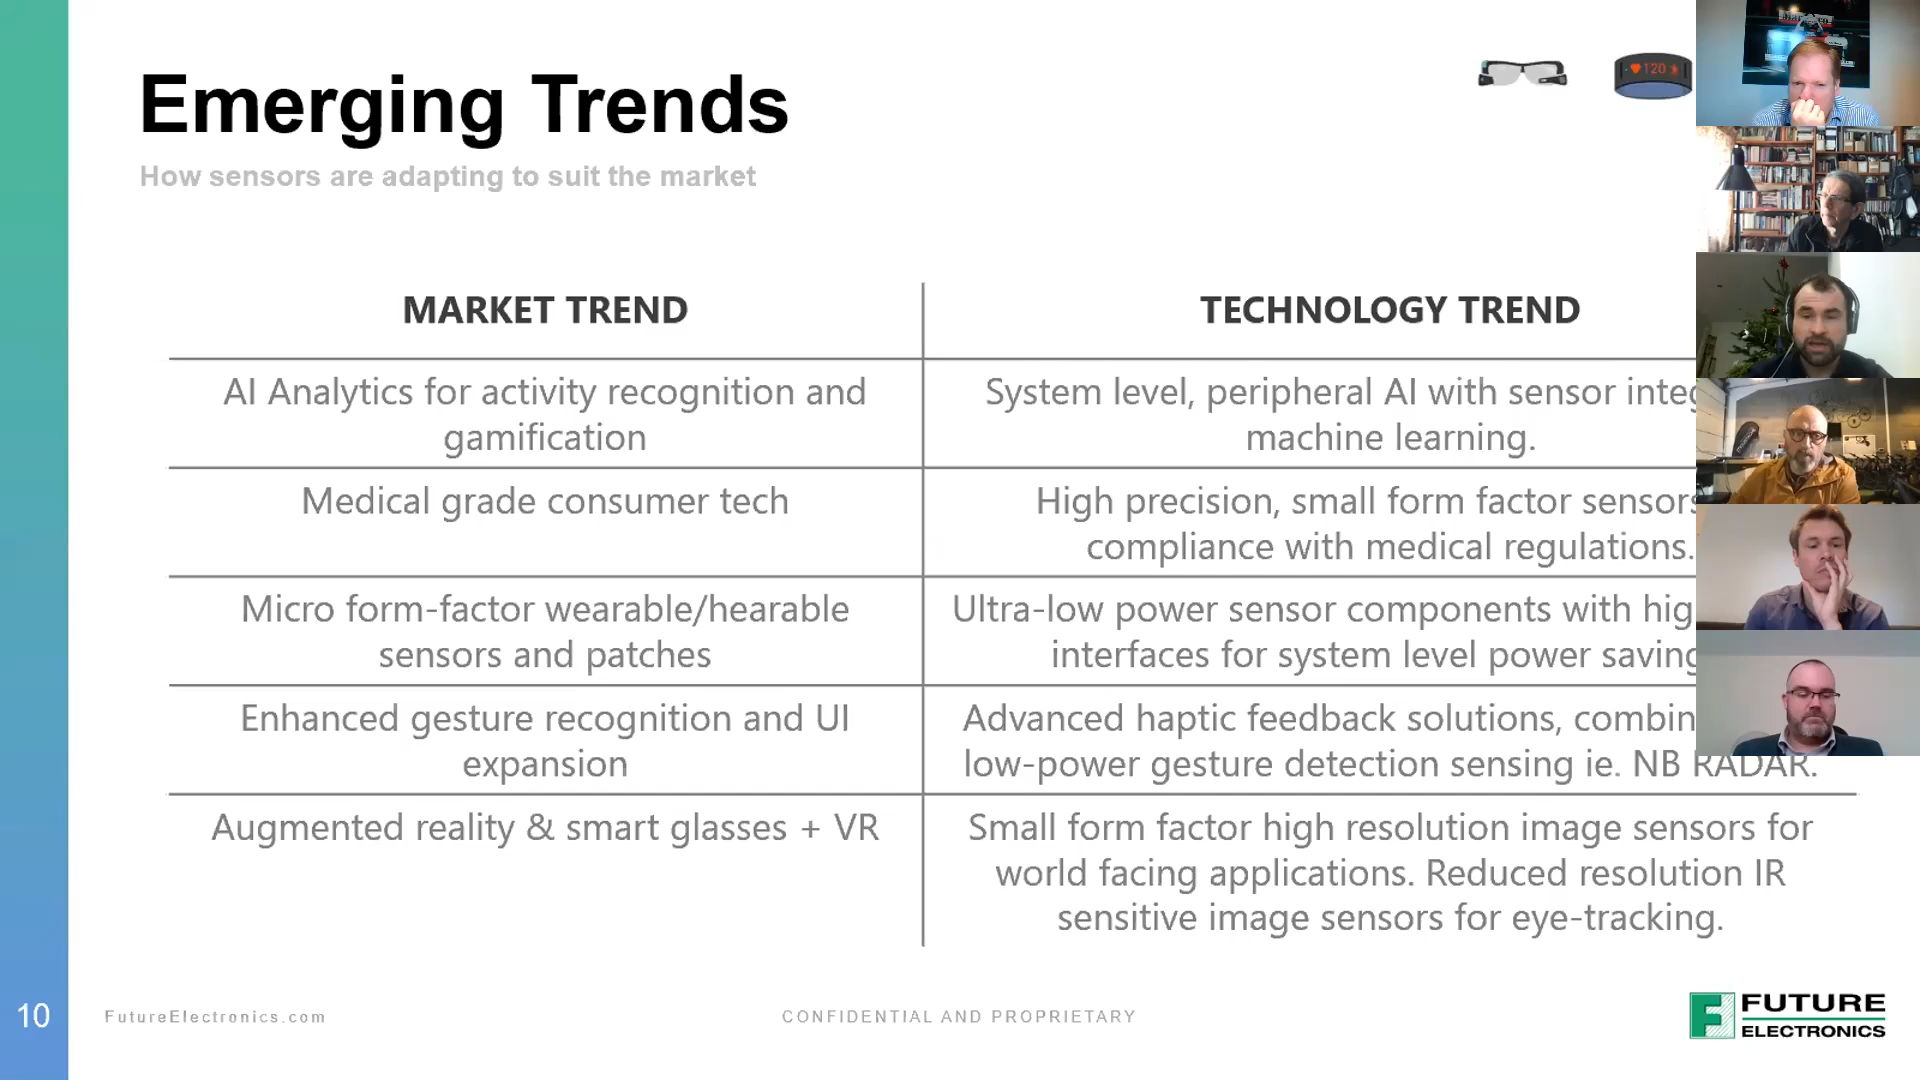 Emerging Trends
How sensors are adapting to suit the market
120
MARKET TREND
TECHNOLOGY TREND
AI Analytics for activity recognition and
gamification
System level, peripheral AI with sensor
machine learning.
Medical grade consumer tech
High precision, small form factor sensors
compliance with medical regulations.
Micro form-factor wearable/hearable
sensors and patches
Ultra-low power sensor components with
interfaces for system level power
Enhanced gesture recognition and UI
expansion
Advanced haptic feedback solutions,
low-power gesture detection sensing ie. NB RADAR.
Augmented reality & smart glasses + VR
Small form factor high resolution image sensors for
world facing applications. Reduced resolution IR
sensitive image sensors for eye-tracking.
10
FutureElectronics.com
CONFIDENTIAL AND PROPRIETARY
F
FUTURE
ELECTRONICS